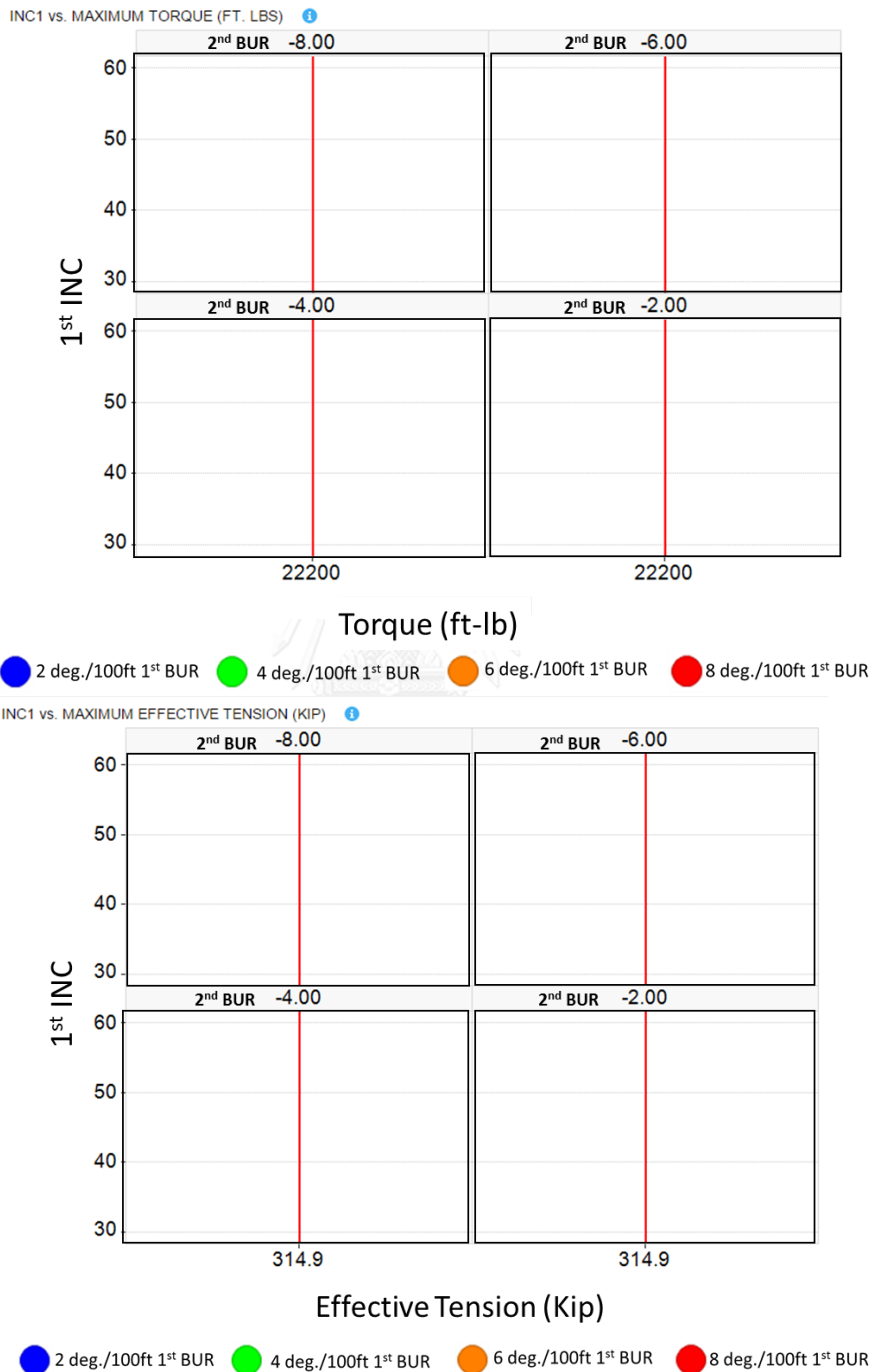 INC1 vs. MAXIMUM TORQUE (FT. LBS) i
2nd BUR -8.00 2nd BUR -6.00
60
50
40
30
1st INC
2nd BUR -4.00 2nd BUR -2.00
60
50
40
30
22200 22200
Torque (ft-lb)
2 deg./100ft 1st BUR 4 deg./100ft 1st BUR 6 deg./100ft 1st BUR 8 deg./100ft 1st BUR
INC1 vs. MAXIMUM EFFECTIVE TENSION (KIP) i
2nd BUR -8.00 2nd BUR -6.00
60
50
40
30
1st INC
2nd BUR -4.00 2nd BUR -2.00
60
50
40
30
314.9 314.9
Effective Tension (Kip)
2 deg./100ft 1st BUR 4 deg./100ft 1st BUR 6 deg./100ft 1st BUR 8 deg./100ft 1st BUR